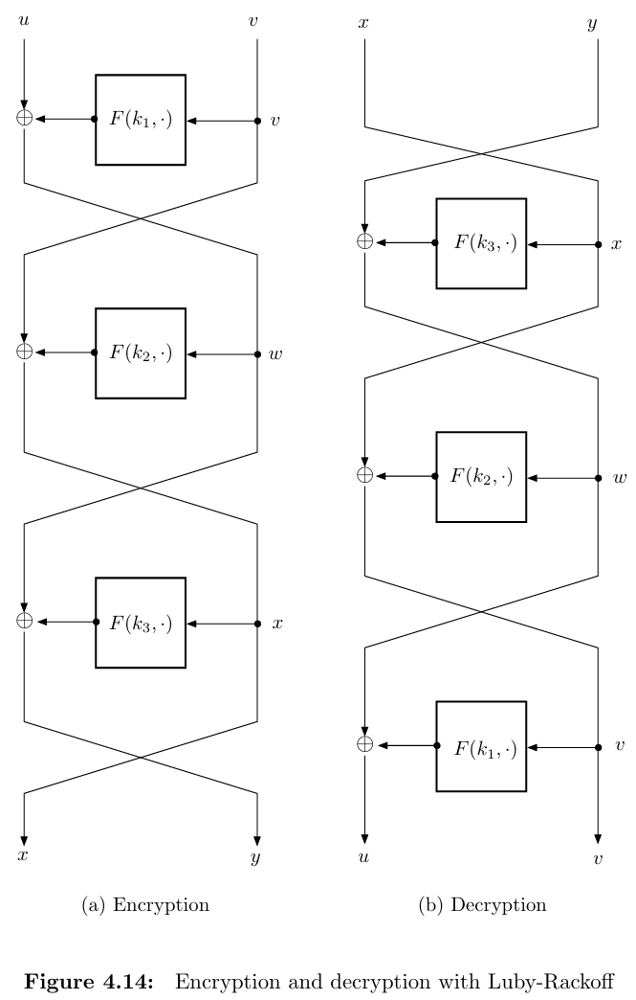 u
v
F(k₁, ·)
v
F(k₂, ·)
w
F(k₃, ·)
x
x
y
(a) Encryption
x
y
F(k₃, ·)
x
F(k₂, ·)
w
F(k₁, ·)
v
u
v
(b) Decryption
Figure 4.14: Encryption and decryption with Luby-Rackoff